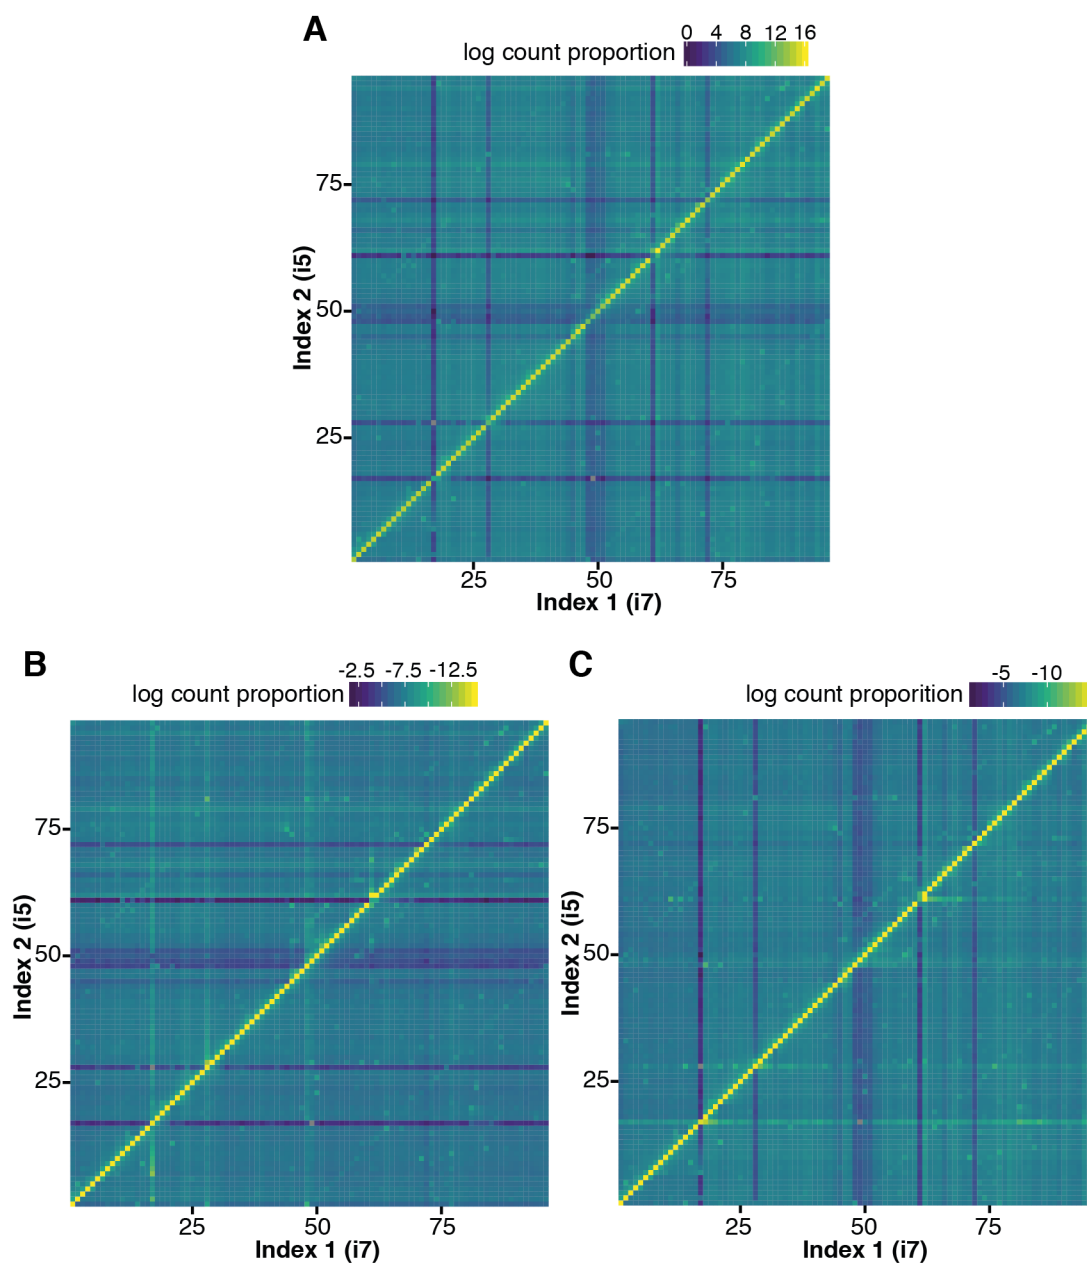 A
log count proportion
0 4 8 12 16
75
50
25
Index 2 (i5)
25 50 75
Index 1 (i7)
B
log count proportion
-2.5 -7.5 -12.5
75
50
25
Index 2 (i5)
25 50 75
Index 1 (i7)
C
log count proporition
-5 -10
75
50
25
Index 2 (i5)
25 50 75
Index 1 (i7)